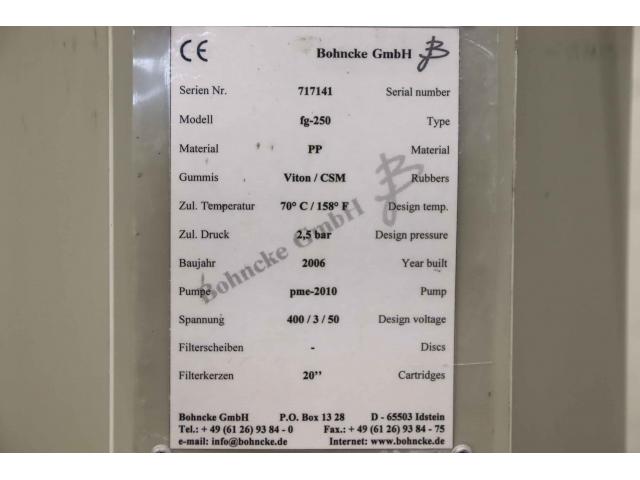 CE Bohncke GmbH B
Serien Nr. 717141 Serial number
Modell fg-250 Type
Material PP Material
Gummis Viton / CSM Rubbers
Zul. Temperatur 70° C / 158° F Design temp.
Zul. Druck 2,5 bar Design pressure
Baujahr 2006 Year built
Pumpe pme-2010 Pump
Spannung 400 / 3 / 50 Design voltage
Filterscheiben - Discs
Filterkerzen 20’’ Cartridges
Bohncke GmbH B
Bohncke GmbH P.O. Box 13 28 D - 65503 Idstein
Tel.: + 49 (61 26) 93 84 - 0 Fax.: + 49 (61 26) 93 84 - 75
e-mail: info@bohncke.de Internet: www.bohncke.de